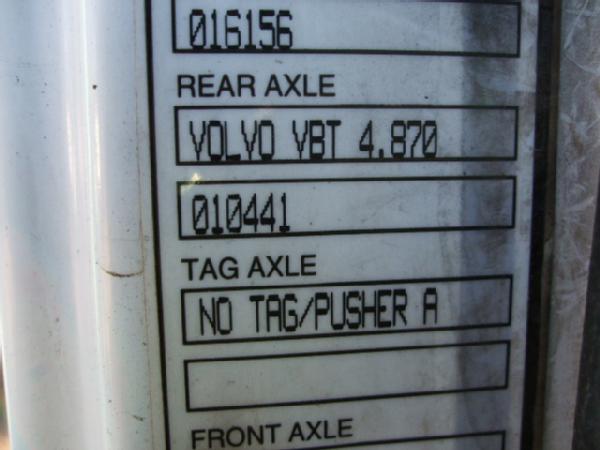 016156
REAR AXLE
VOLVO VBT 4.870
010441
TAG AXLE
NO TAG/PUSHER A
FRONT AXLE